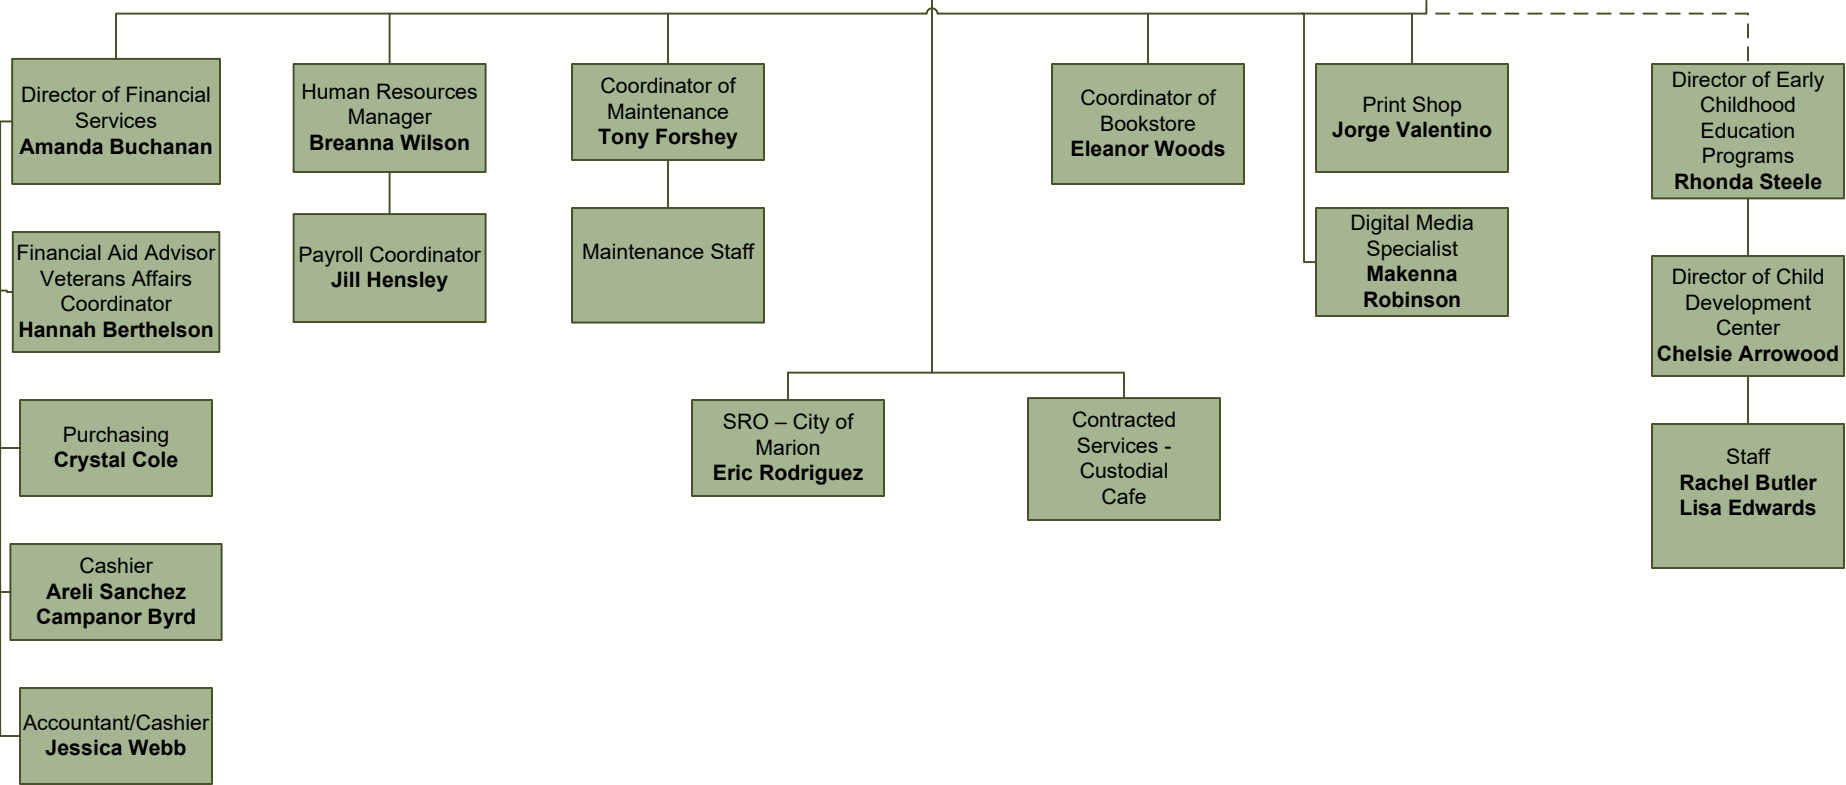 Director of Financial
Services
Amanda Buchanan
Human Resources
Manager
Breanna Wilson
Coordinator of
Maintenance
Tony Forshey
Coordinator of
Bookstore
Eleanor Woods
Print Shop
Jorge Valentino
Director of Early
Childhood
Education
Programs
Rhonda Steele
Financial Aid Advisor
Veterans Affairs
Coordinator
Hannah Berthelson
Payroll Coordinator
Jill Hensley
Maintenance Staff
Digital Media
Specialist
Makenna
Robinson
Director of Child
Development
Center
Chelsie Arrowood
Purchasing
Crystal Cole
SRO – City of
Marion
Eric Rodriguez
Contracted
Services -
Custodial
Cafe
Staff
Rachel Butler
Lisa Edwards
Cashier
Areli Sanchez
Campanor Byrd
Accountant/Cashier
Jessica Webb